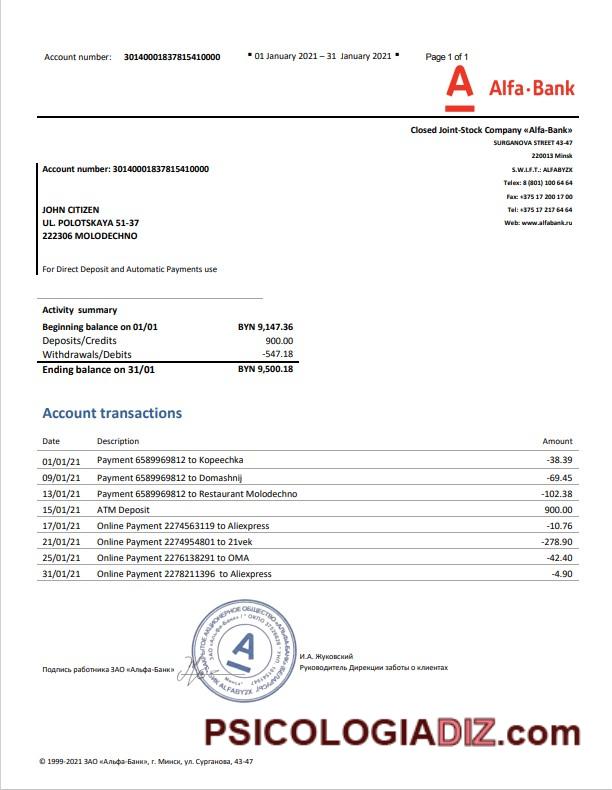 Account number: 30140001837815410000 ▪ 01 January 2021 – 31 January 2021 ▪ Page 1 of 1
Alfa·Bank
Closed Joint-Stock Company «Alfa-Bank»
SURGANOVA STREET 43-47
220013 Minsk
S.W.I.F.T.: ALFABYZX
Telex: 8 (801) 100 64 64
Fax: +375 17 200 17 00
Tel: +375 17 217 64 64
Web: www.alfabank.ru
Account number: 30140001837815410000
JOHN CITIZEN
UL. POLOTSKAYA 51-37
222306 MOLODECHNO
For Direct Deposit and Automatic Payments use
Activity summary
Beginning balance on 01/01 BYN 9,147.36
Deposits/Credits 900.00
Withdrawals/Debits -547.18
Ending balance on 31/01 BYN 9,500.18
Account transactions
Date Description Amount
01/01/21 Payment 6589969812 to Kopeechka -38.39
09/01/21 Payment 6589969812 to Domashnij -69.45
13/01/21 Payment 6589969812 to Restaurant Molodechno -102.38
15/01/21 ATM Deposit 900.00
17/01/21 Online Payment 2274563119 to Aliexpress -10.76
21/01/21 Online Payment 2274954801 to 21vek -278.90
25/01/21 Online Payment 2276138291 to OMA -42.40
31/01/21 Online Payment 2278211396 to Aliexpress -4.90
Подпись работника ЗАО «Альфа-Банк»
И.А. Жуковский
Руководитель Дирекции заботы о клиентах
PSICOLOGIADIZ.com
© 1999-2021 ЗАО «Альфа-Банк», г. Минск, ул. Сурганова, 43-47